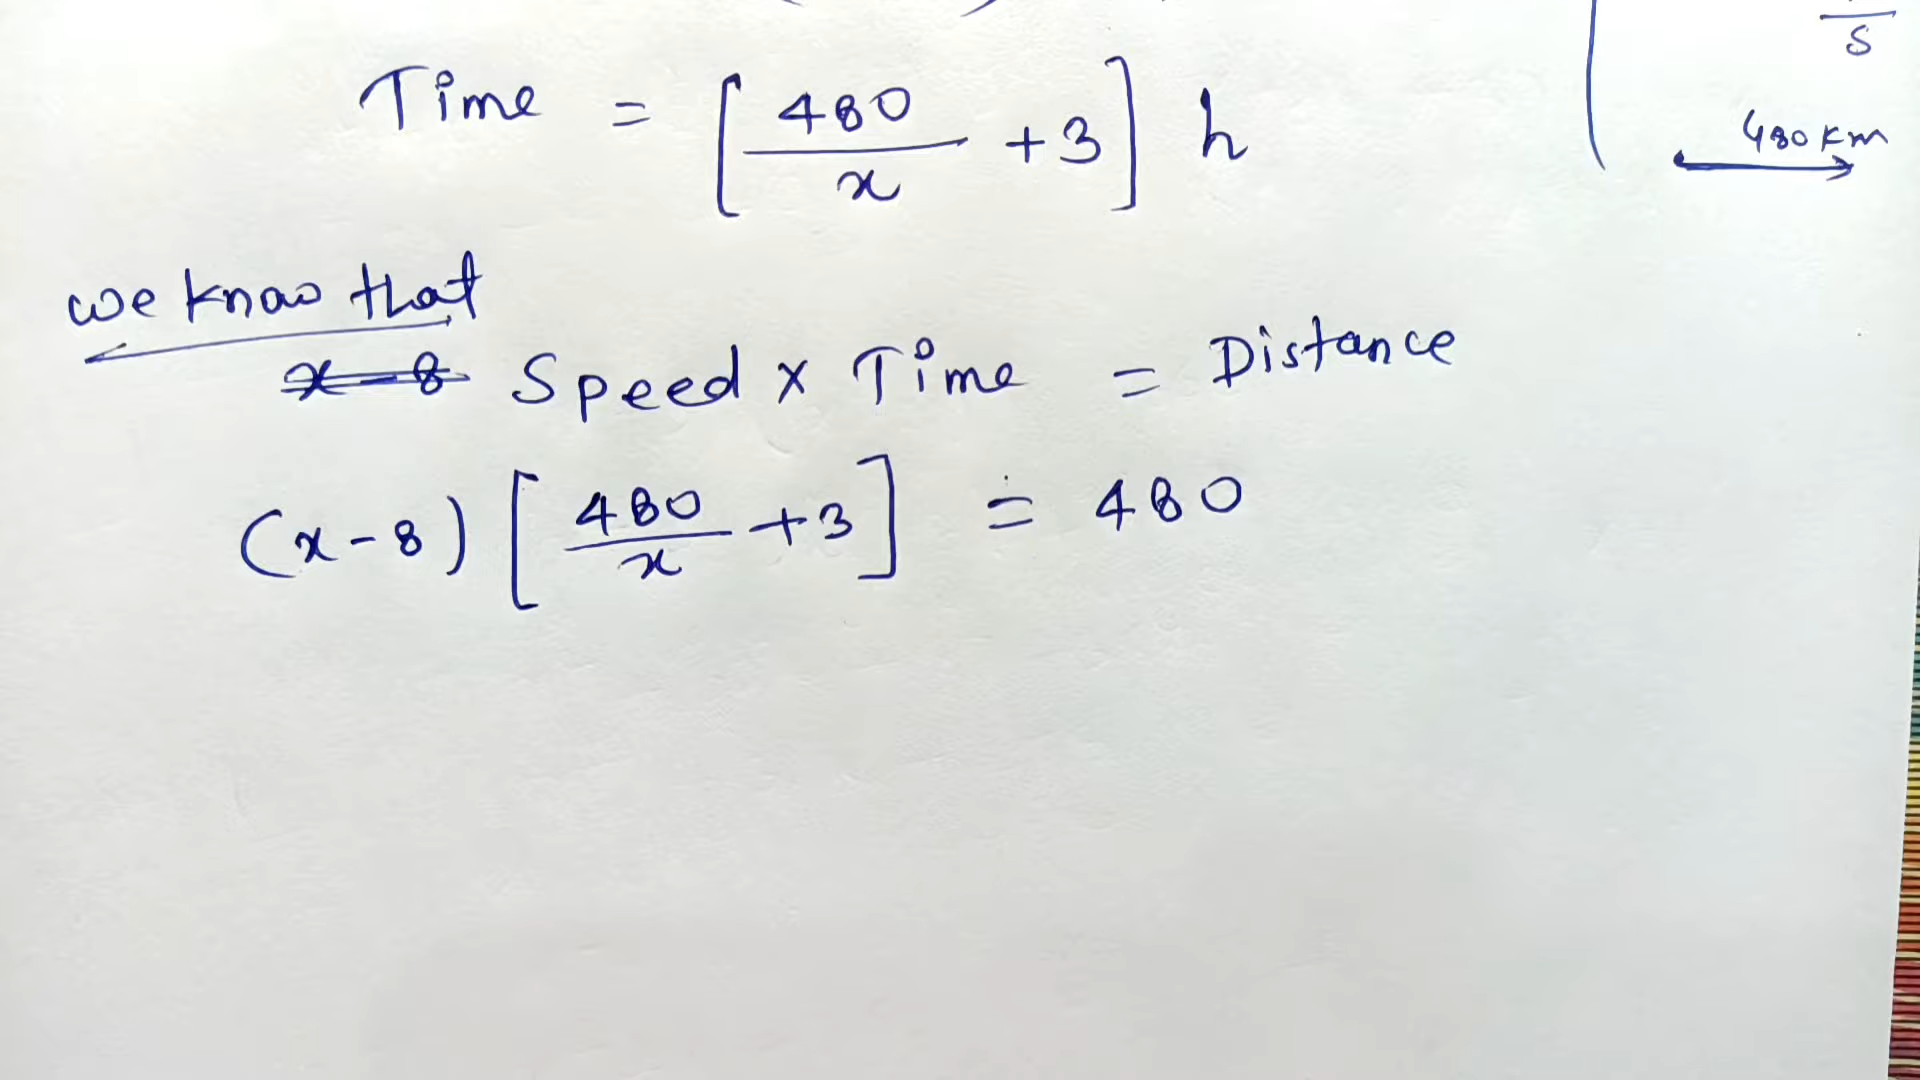 Time = [480/x + 3] h
S
480 km
we know that
x - 8 Speed x Time = Distance
(x - 8) [480/x + 3] = 480